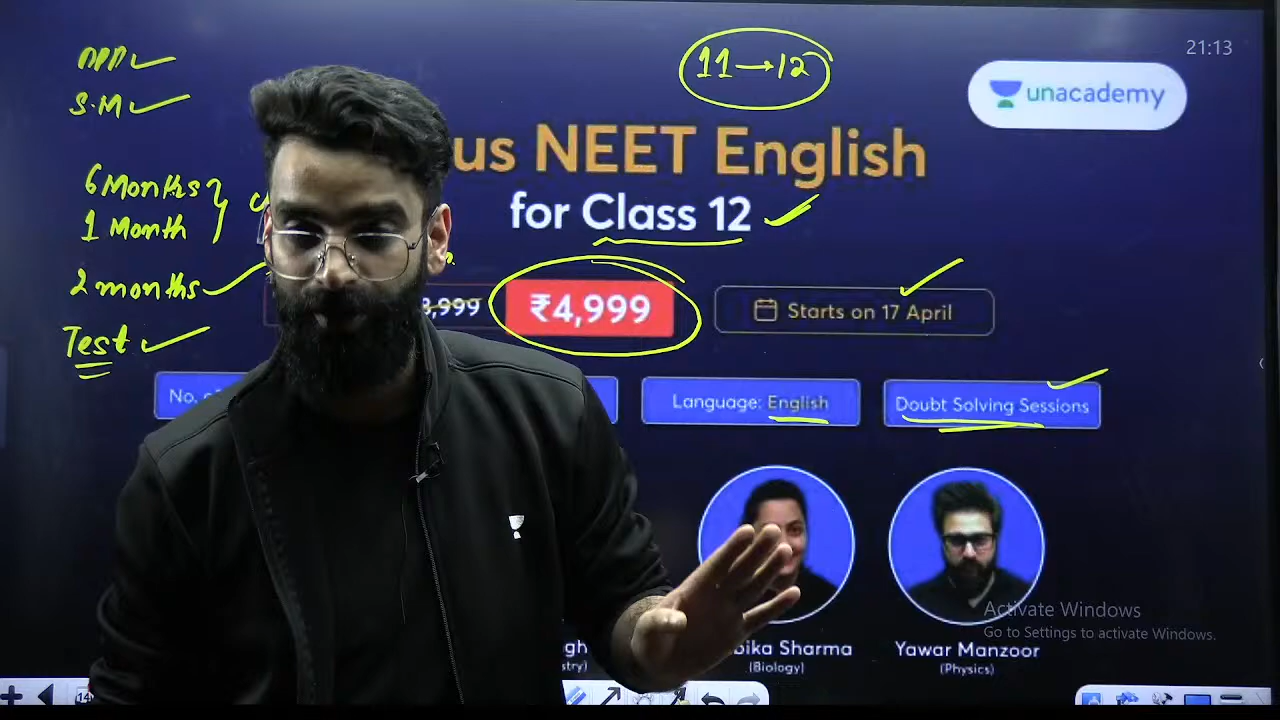 11→12
21:13
DPP
S.M
unacademy
us NEET English
for Class 12
6 Months
1 Month
2 months
,999
₹4,999
Starts on 17 April
Test
No.
Language: English
Doubt Solving Sessions
bika Sharma
(Biology)
Yawar Manzoor
(Physics)
Activate Windows
Go to Settings to activate Windows.